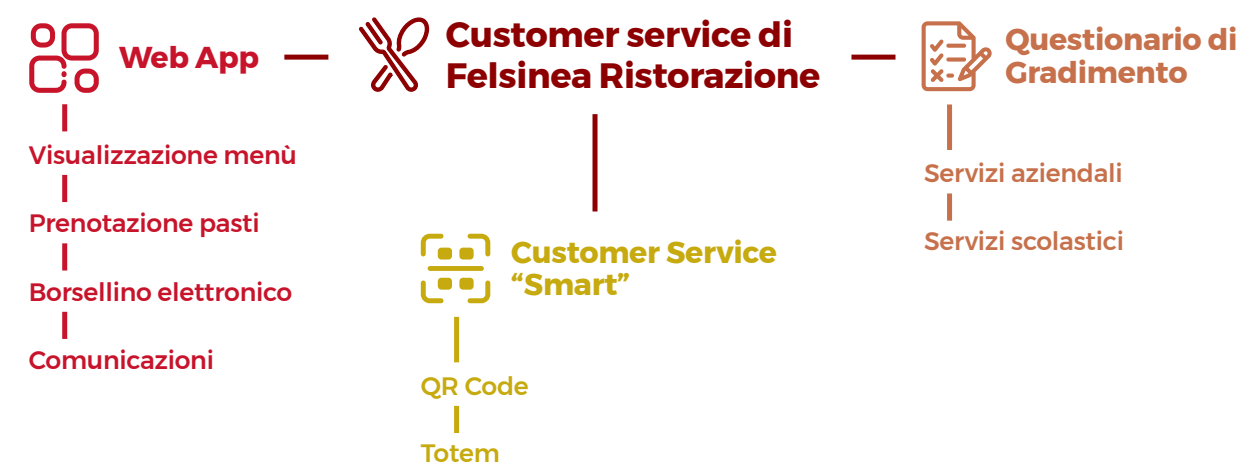 Web App
Visualizzazione menù
Prenotazione pasti
Borsellino elettronico
Comunicazioni
Customer service di
Felsinea Ristorazione
Customer Service
“Smart”
QR Code
Totem
Questionario di
Gradimento
Servizi aziendali
Servizi scolastici